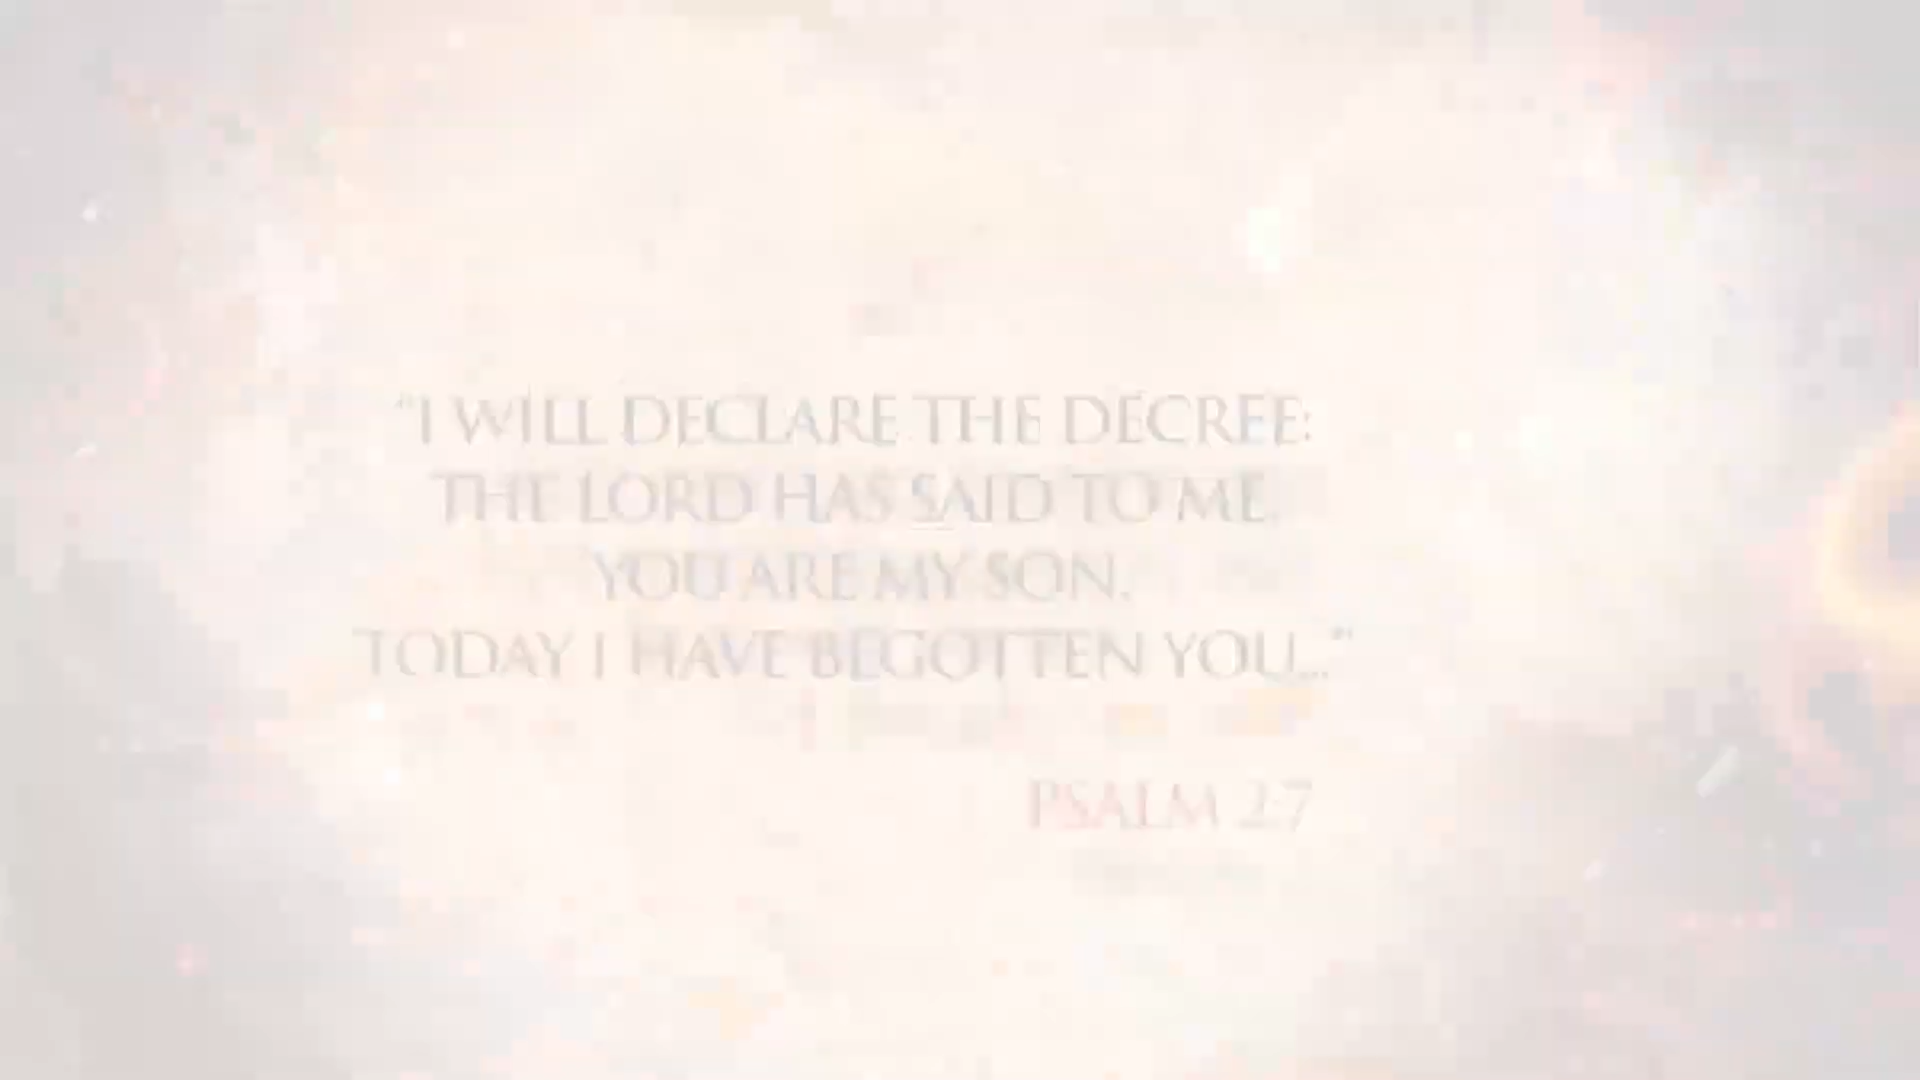 “I WILL DECLARE THE DECREE:
THE LORD HAS SAID TO ME,
YOU ARE MY SON,
TODAY I HAVE BEGOTTEN YOU...”
PSALM 2:7